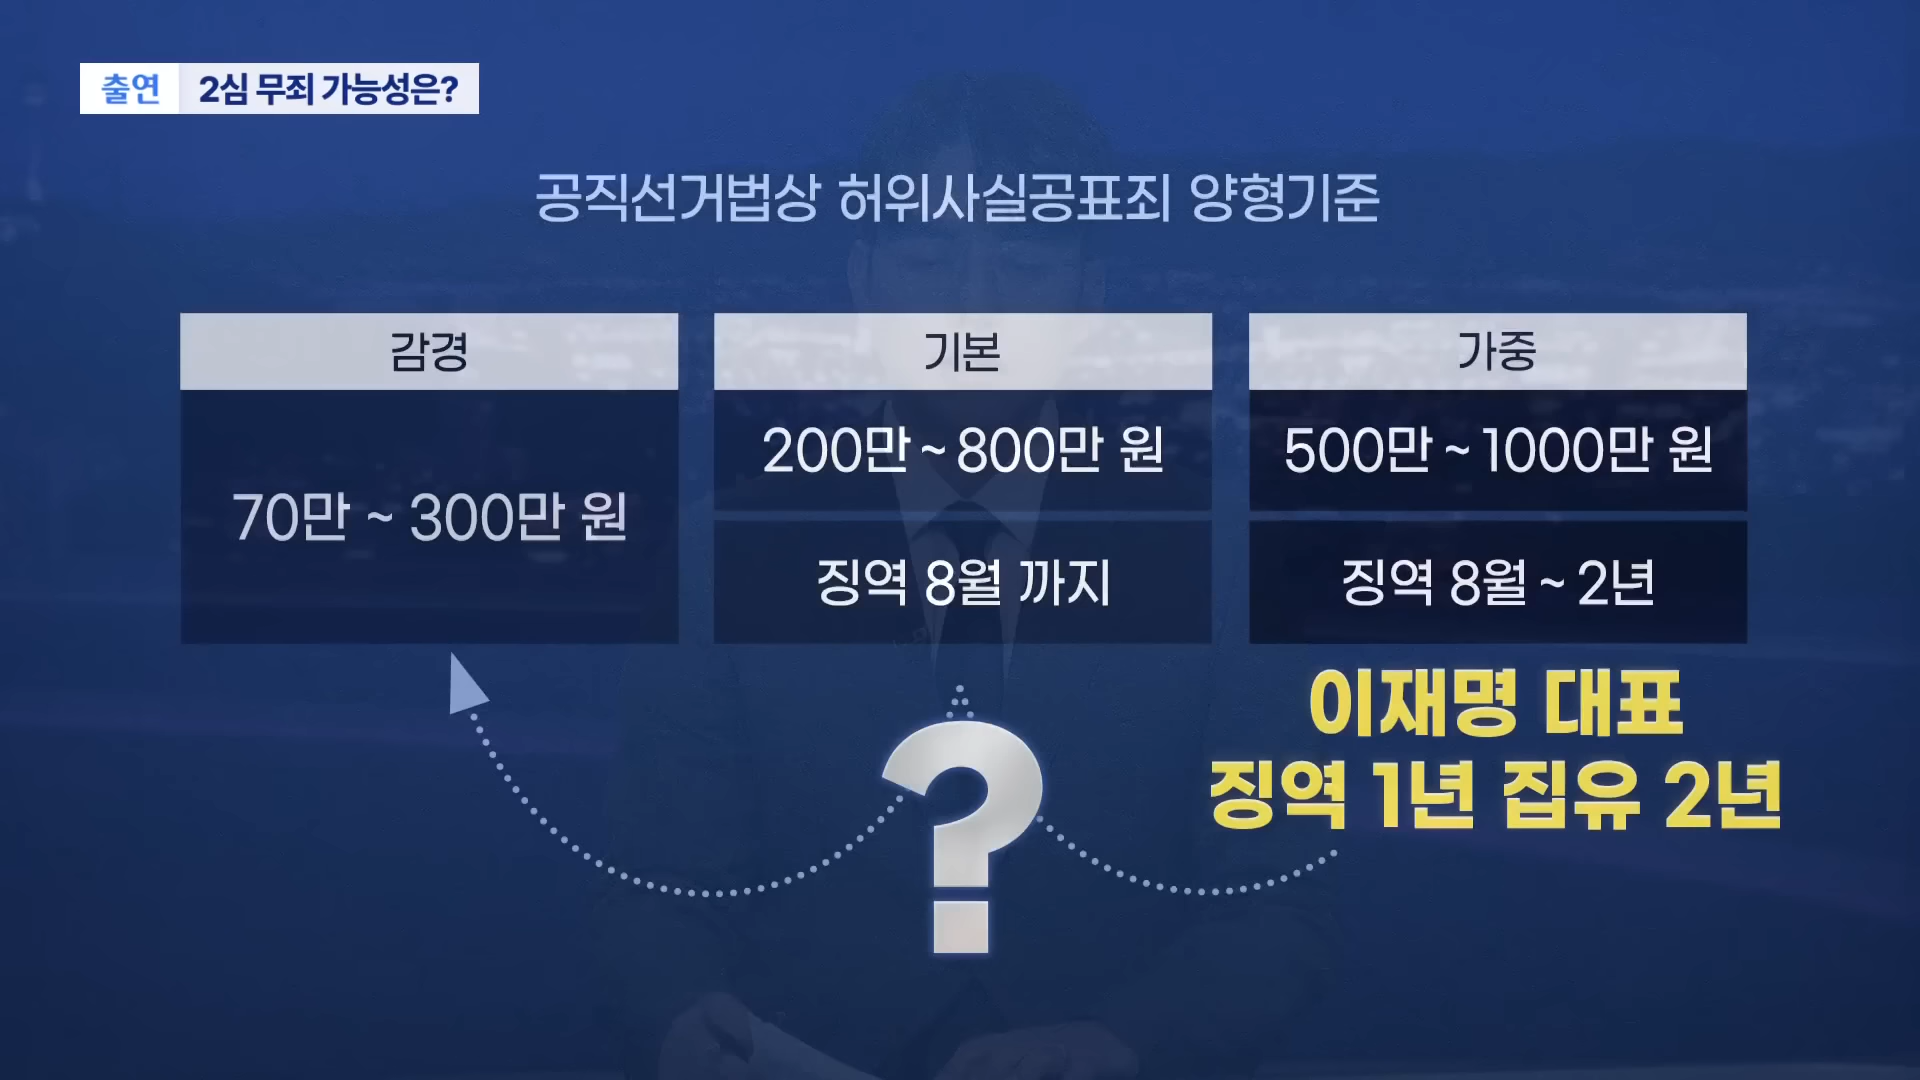 출연 2심 무죄 가능성은?
공직선거법상 허위사실공표죄 양형기준
감경
70만 ~ 300만 원
기본
200만 ~ 800만 원
징역 8월 까지
가중
500만 ~ 1000만 원
징역 8월 ~ 2년
이재명 대표
징역 1년 집유 2년
?